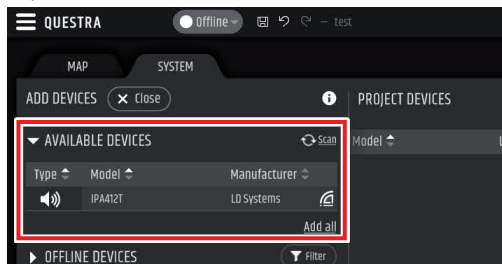 QUESTRA Offline – test
MAP SYSTEM
ADD DEVICES × Close PROJECT DEVICES
AVAILABLE DEVICES Scan Model
Type Model Manufacturer
IPA412T LD Systems
Add all
OFFLINE DEVICES Filter